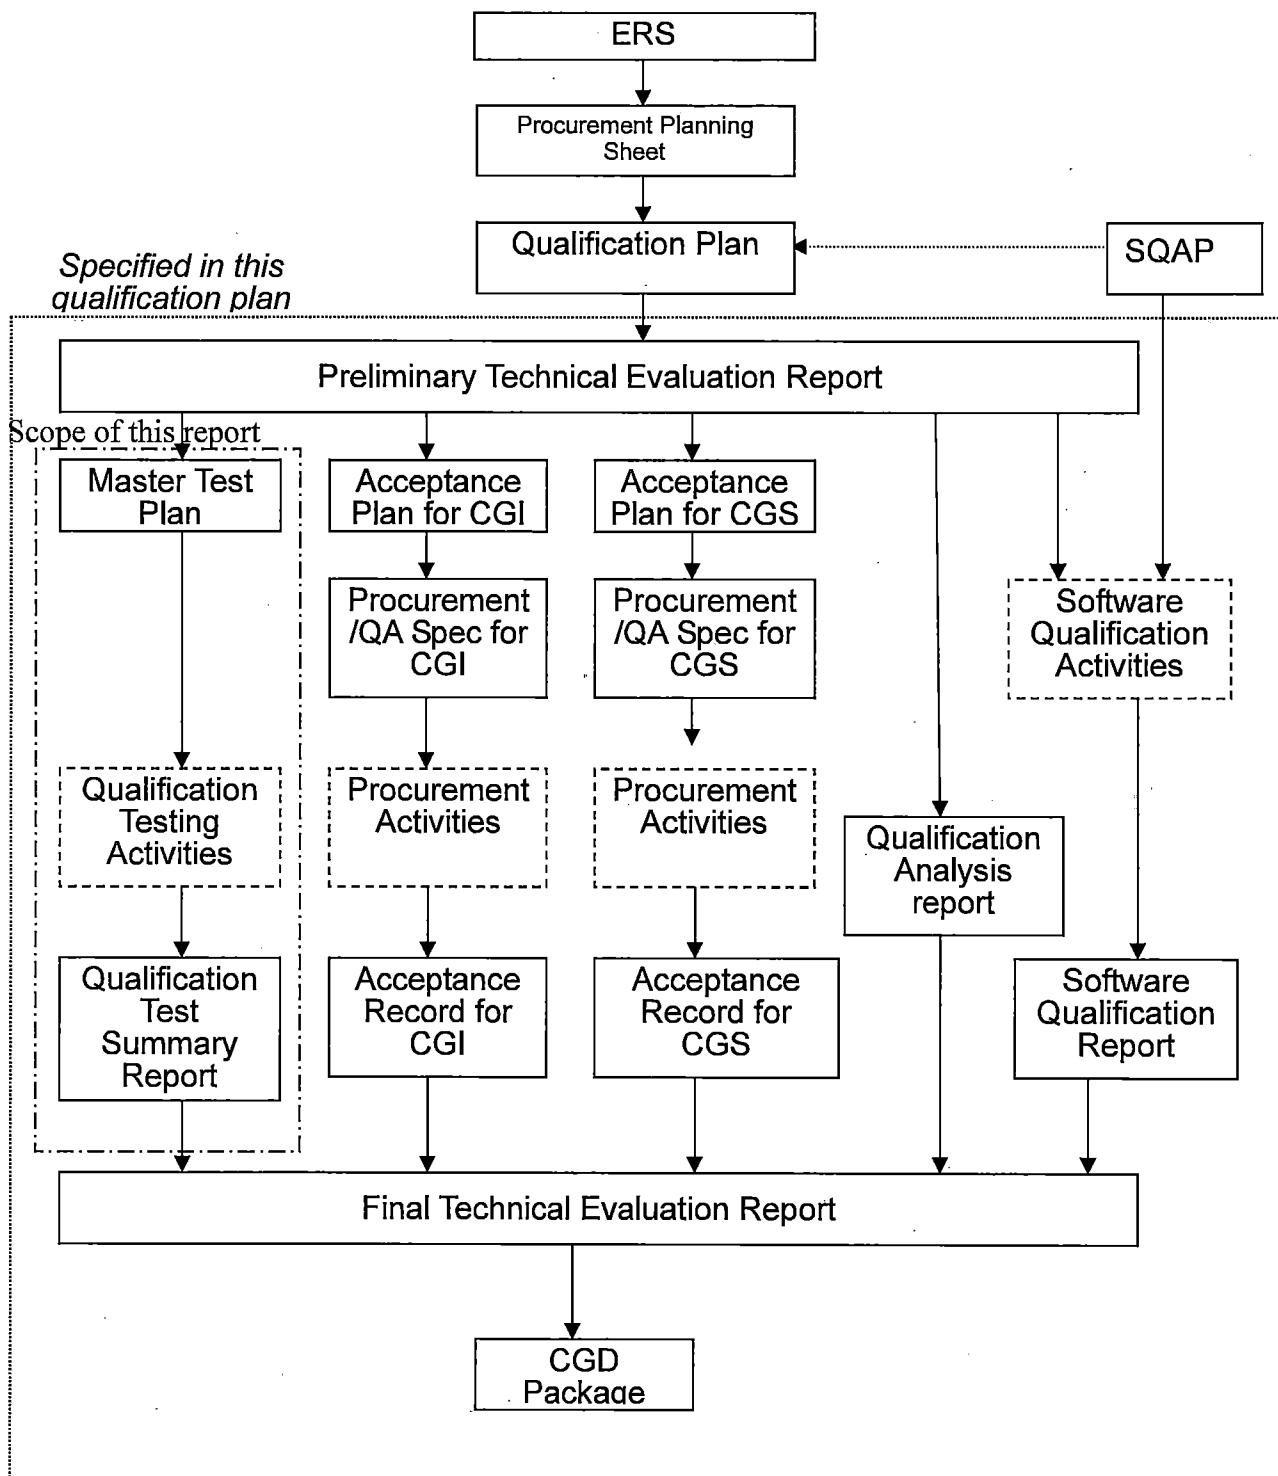 ERS
Procurement Planning
Sheet
Qualification Plan
SQAP
Specified in this
qualification plan
Preliminary Technical Evaluation Report
Scope of this report
Master Test
Plan
Acceptance
Plan for CGI
Acceptance
Plan for CGS
Procurement
/QA Spec for
CGI
Procurement
/QA Spec for
CGS
Software
Qualification
Activities
Qualification
Testing
Activities
Procurement
Activities
Procurement
Activities
Qualification
Analysis
report
Qualification
Test
Summary
Report
Acceptance
Record for
CGI
Acceptance
Record for
CGS
Software
Qualification
Report
Final Technical Evaluation Report
CGD
Package